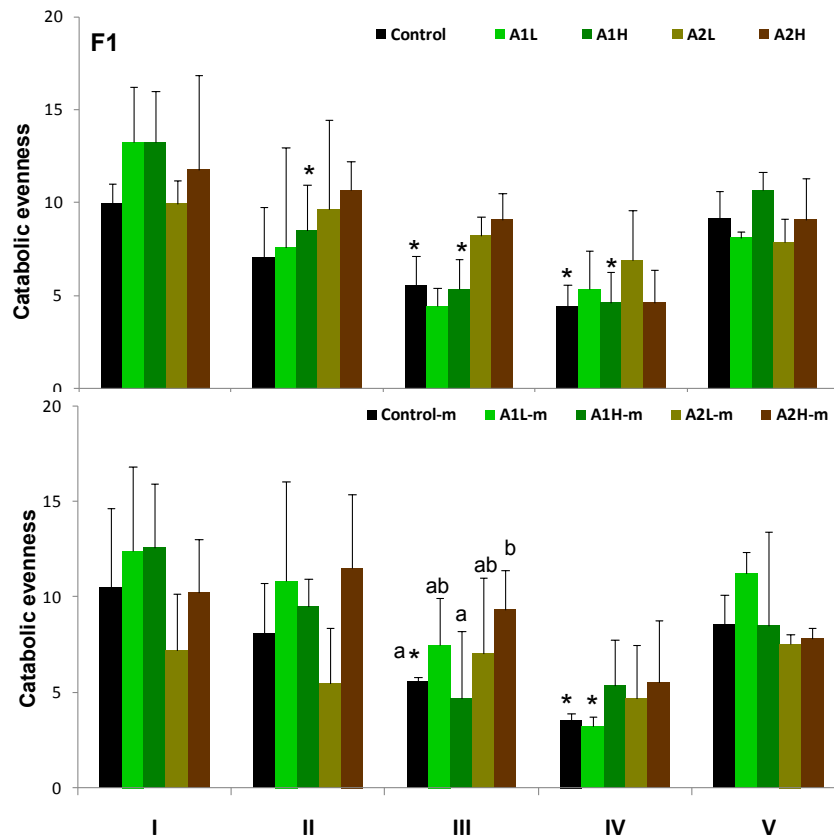 20
F1
Control A1L A1H A2L A2H
15
Catabolic evenness
10
*
* *
* *
5
0
20
Control-m A1L-m A1H-m A2L-m A2H-m
15
Catabolic evenness
10
b
ab ab
a
a *
5
* *
0
I II III IV V